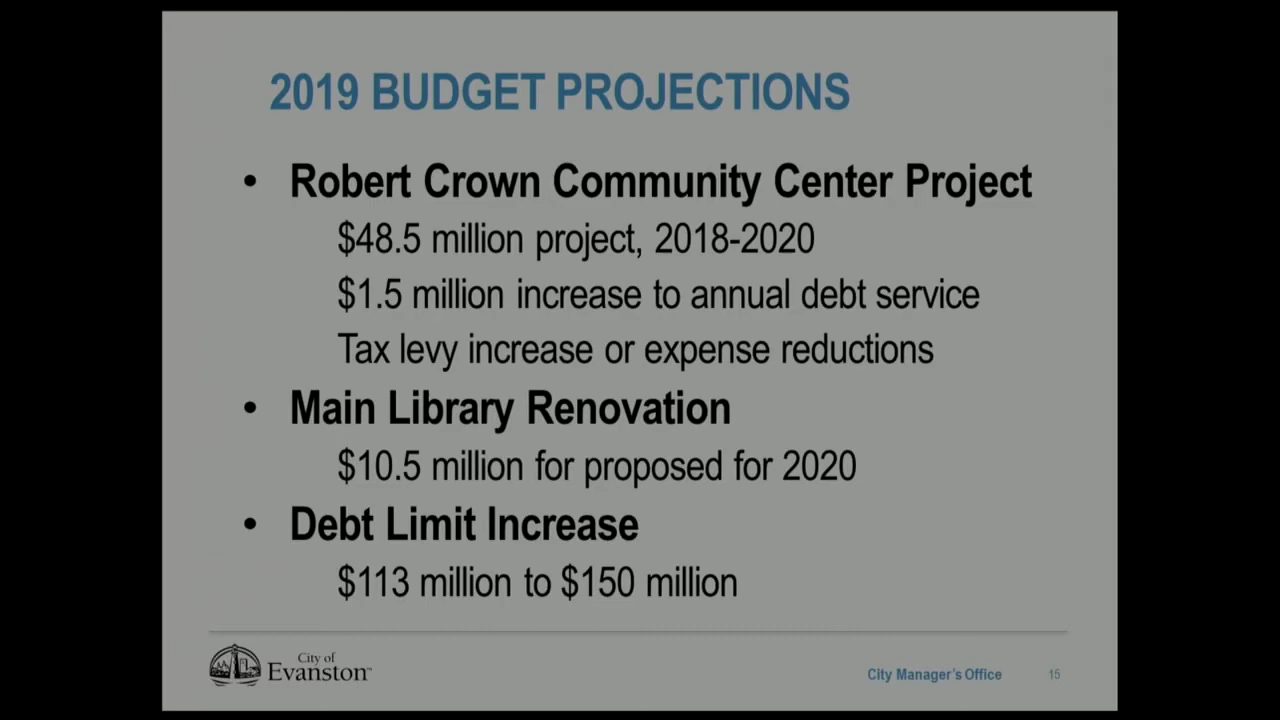 2019 BUDGET PROJECTIONS
• Robert Crown Community Center Project
$48.5 million project, 2018-2020
$1.5 million increase to annual debt service
Tax levy increase or expense reductions
• Main Library Renovation
$10.5 million for proposed for 2020
• Debt Limit Increase
$113 million to $150 million
City of
Evanston™
City Manager's Office 15